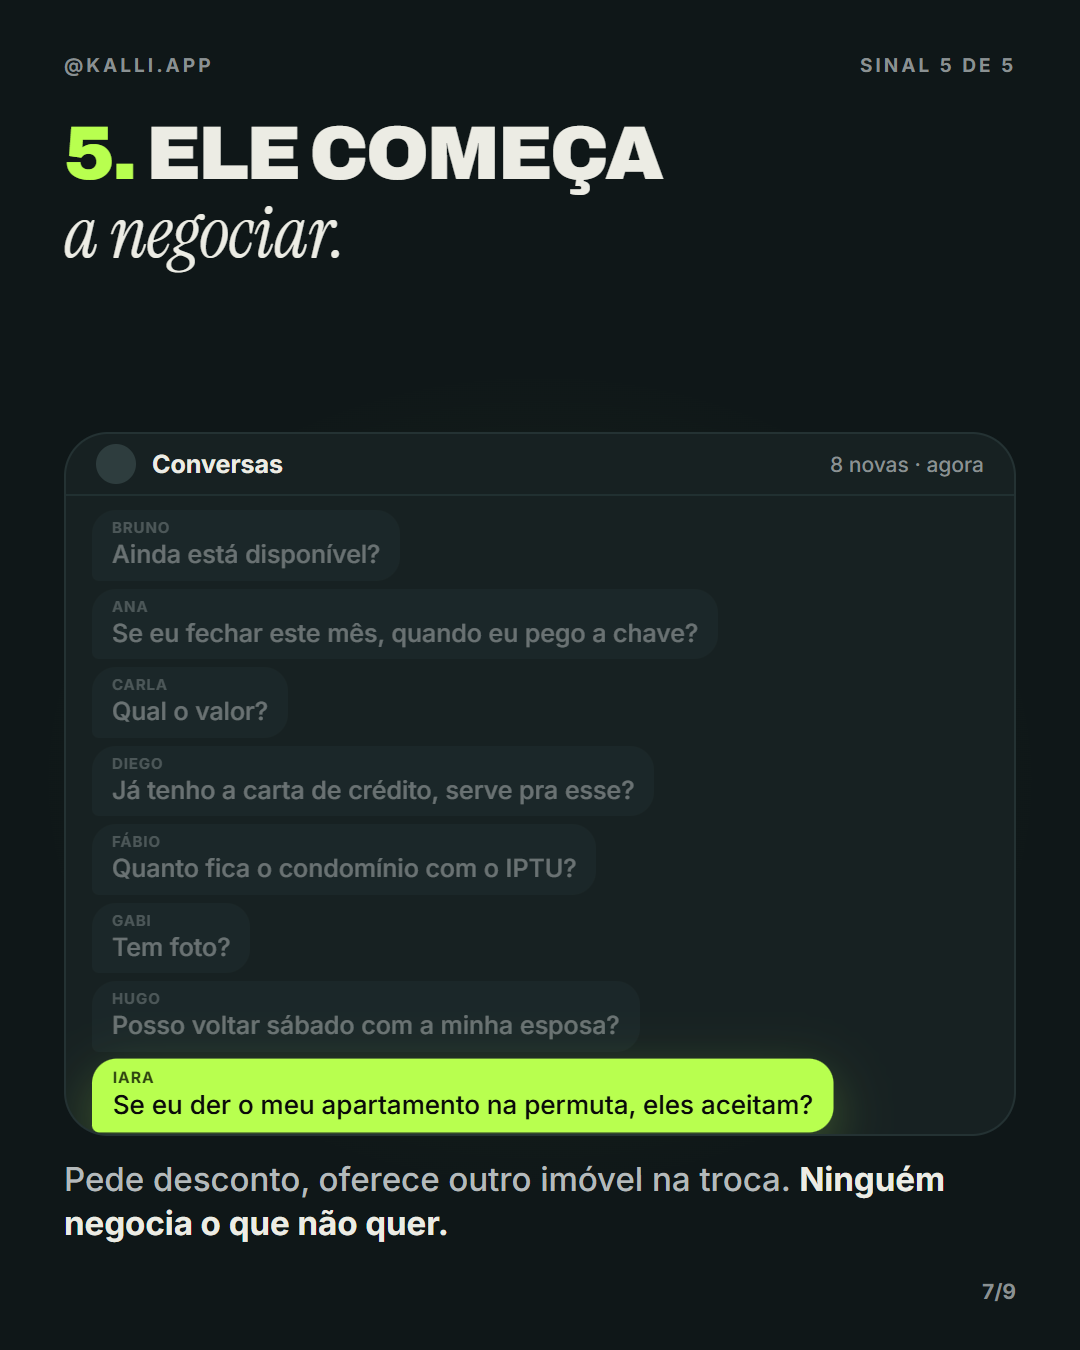 @KALLI.APP
SINAL 5 DE 5
5. ELE COMEÇA
a negociar.
Conversas
8 novas · agora
BRUNO
Ainda está disponível?
ANA
Se eu fechar este mês, quando eu pego a chave?
CARLA
Qual o valor?
DIEGO
Já tenho a carta de crédito, serve pra esse?
FÁBIO
Quanto fica o condomínio com o IPTU?
GABI
Tem foto?
HUGO
Posso voltar sábado com a minha esposa?
IARA
Se eu der o meu apartamento na permuta, eles aceitam?
Pede desconto, oferece outro imóvel na troca. Ninguém
negocia o que não quer.
7/9